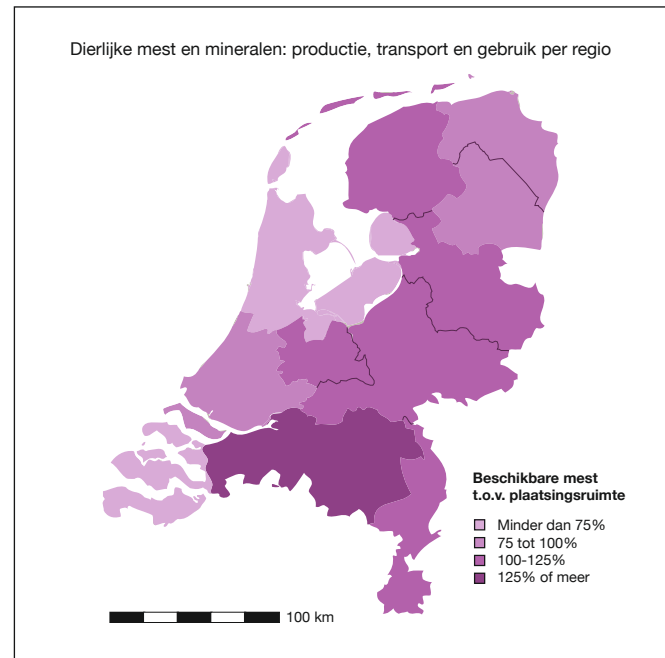 Dierlijke mest en mineralen: productie, transport en gebruik per regio
Beschikbare mest
t.o.v. plaatsingsruimte
Minder dan 75%
75 tot 100%
100-125%
125% of meer
100 km